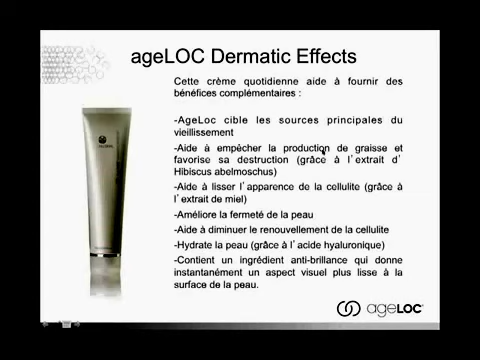 ageLOC Dermatic Effects
Cette crème quotidienne aide à fournir des
bénéfices complémentaires :
-AgeLoc cible les sources principales du
vieillissement
-Aide à empêcher la production de graisse et
favorise sa destruction (grâce à l'extrait d'
Hibiscus abelmoschus)
-Aide à lisser l'apparence de la cellulite (grâce à
l'extrait de miel)
-Améliore la fermeté de la peau
-Aide à diminuer le renouvellement de la cellulite
-Hydrate la peau (grâce à l'acide hyaluronique)
-Contient un ingrédient anti-brillance qui donne
instantanément un aspect visuel plus lisse à la
surface de la peau.
ageLOC